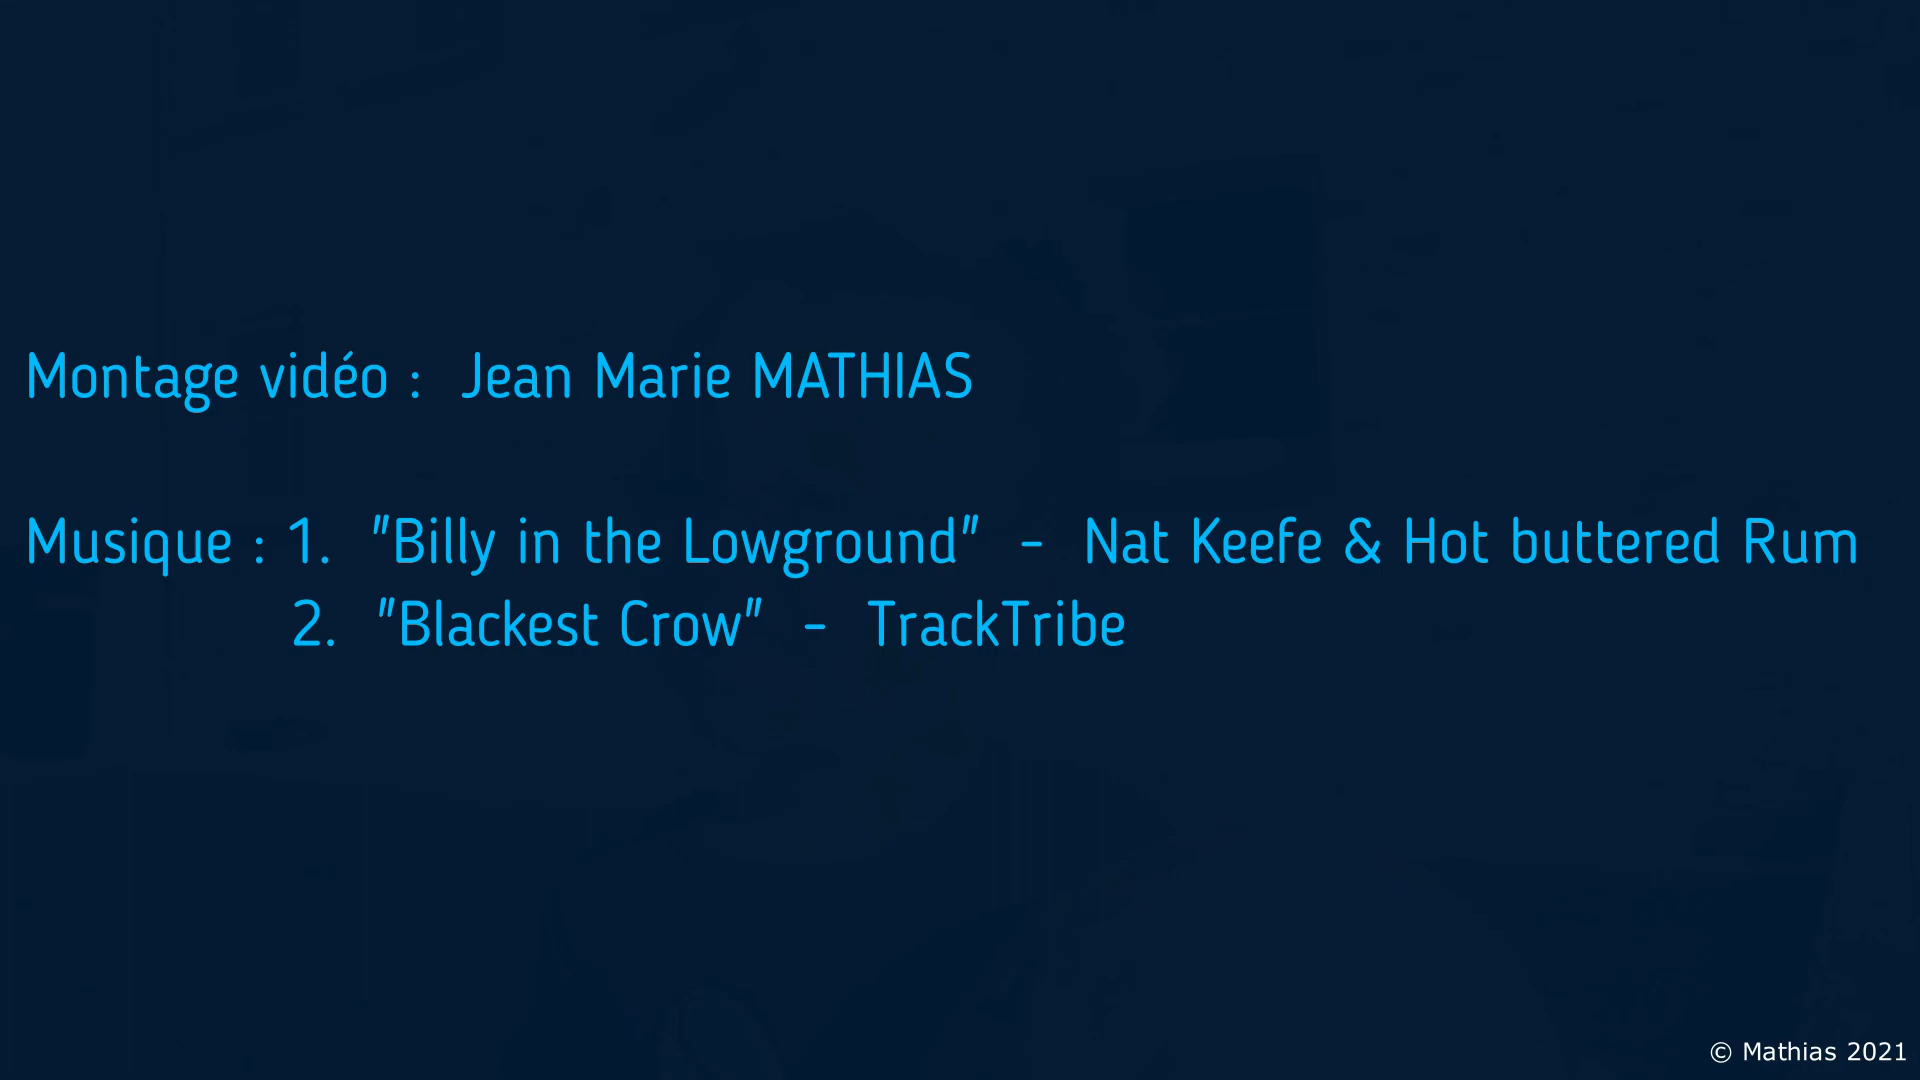 Montage vidéo : Jean Marie MATHIAS
Musique : 1. "Billy in the Lowground" - Nat Keefe & Hot buttered Rum
2. "Blackest Crow" - TrackTribe
© Mathias 2021